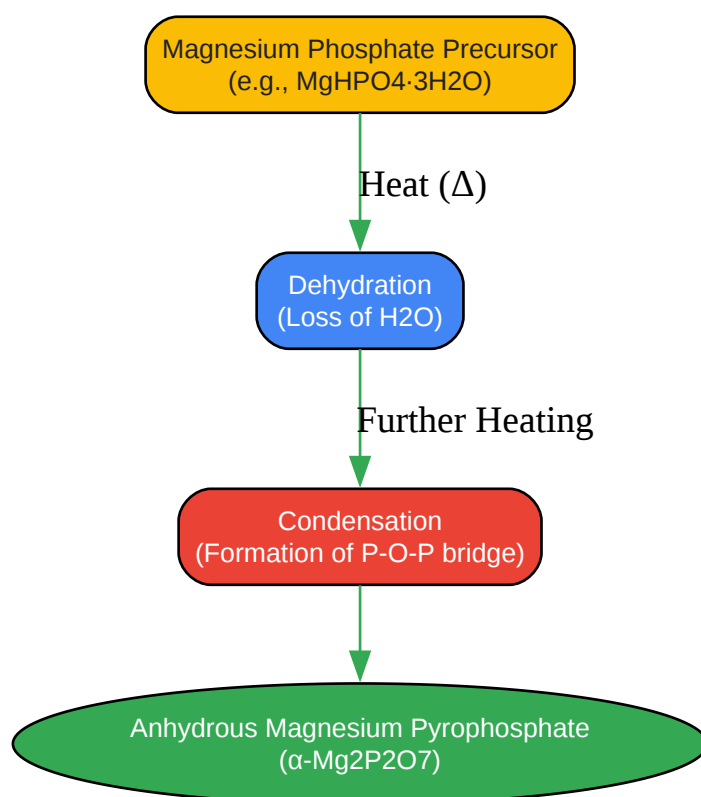 Magnesium Phosphate Precursor
(e.g., MgHPO4·3H2O)
Heat (Δ)
Dehydration
(Loss of H2O)
Further Heating
Condensation
(Formation of P-O-P bridge)
Anhydrous Magnesium Pyrophosphate
(α-Mg2P2O7)